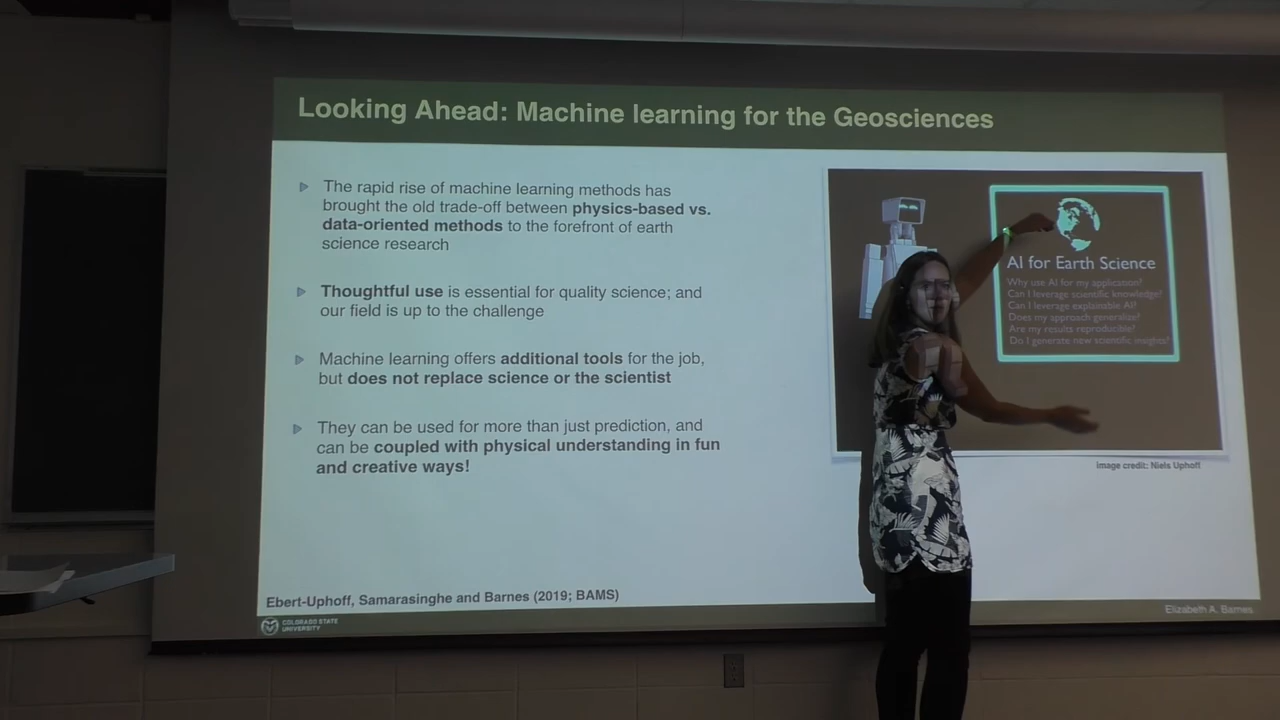 Looking Ahead: Machine learning for the Geosciences
The rapid rise of machine learning methods has
brought the old trade-off between physics-based vs.
data-oriented methods to the forefront of earth
science research
Thoughtful use is essential for quality science; and
our field is up to the challenge
Machine learning offers additional tools for the job,
but does not replace science or the scientist
They can be used for more than just prediction, and
can be coupled with physical understanding in fun
and creative ways!
AI for Earth Science
Why use AI for my application?
Can I leverage scientific knowledge?
Can I leverage explainable AI?
Does my approach generalize?
Are my results reproducible?
Do I generate new scientific insights?
Image credit: Niels Uphoff
Ebert-Uphoff, Samarasinghe and Barnes (2019; BAMS)
COLORADO STATE
UNIVERSITY
Elizabeth A. Barnes